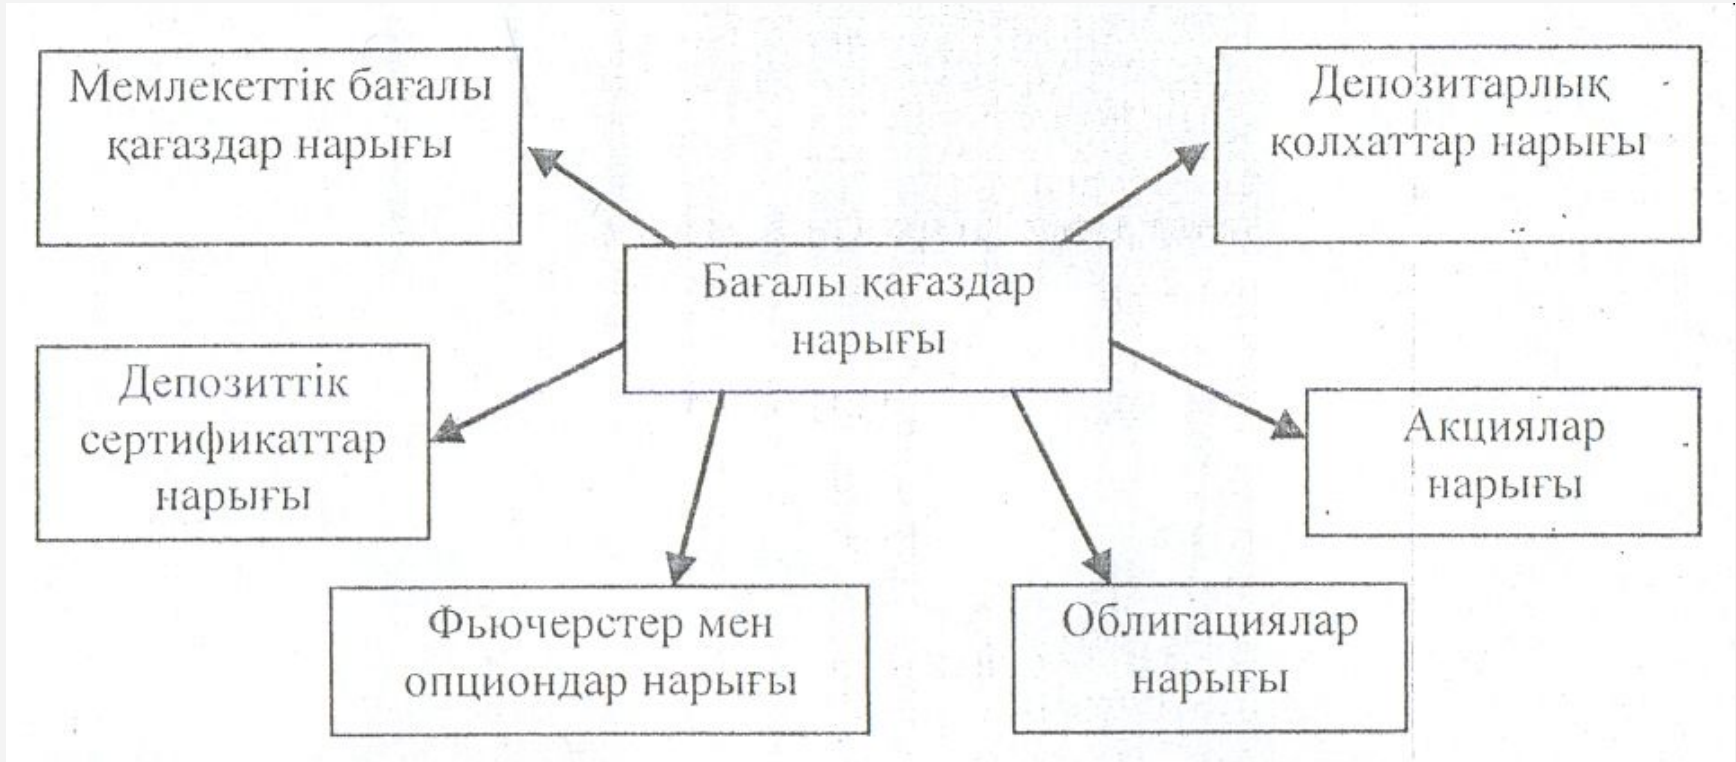 Мемлекеттік бағалы
қағаздар нарығы
Депозитарлық
қолхаттар нарығы
Бағалы қағаздар
нарығы
Депозиттік
сертификаттар
нарығы
Акциялар
нарығы
Фьючерстер мен
опциондар нарығы
Облигациялар
нарығы